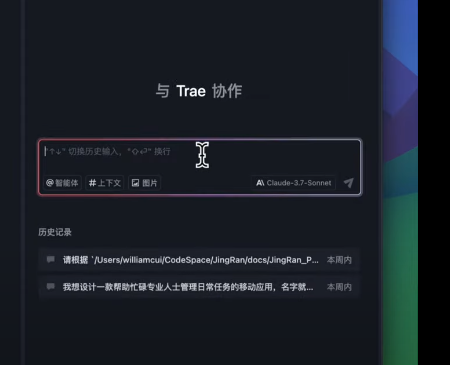 与 Trae 协作
"↑↓" 切换历史输入，"⇧⏎" 换行
@智能体 #上下文 图片 Claude-3.7-Sonnet
历史记录
请根据 `/Users/williamcui/CodeSpace/JingRan/docs/JingRan_P... 本周内
我想设计一款帮助忙碌专业人士管理日常任务的移动应用，名字就... 本周内